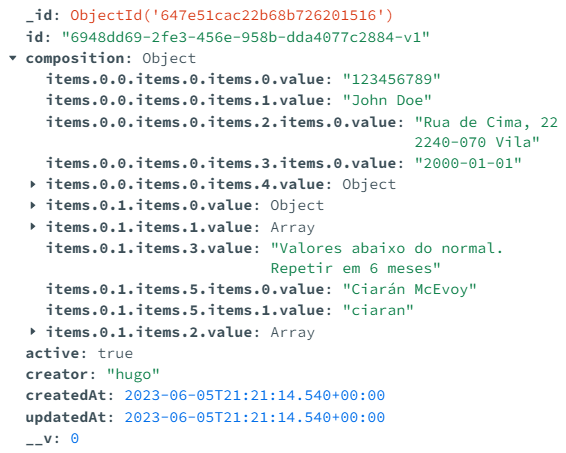 _id: ObjectId('647e51cac22b68b726201516')
id: "6948dd69-2fe3-456e-958b-dda4077c2884-v1"
composition: Object
items.0.0.items.0.items.0.value: "123456789"
items.0.0.items.0.items.1.value: "John Doe"
items.0.0.items.0.items.2.items.0.value: "Rua de Cima, 22
2240-070 Vila"
items.0.0.items.0.items.3.items.0.value: "2000-01-01"
items.0.0.items.0.items.4.value: Object
items.0.1.items.0.value: Object
items.0.1.items.1.value: Array
items.0.1.items.3.value: "Valores abaixo do normal.
Repetir em 6 meses"
items.0.1.items.5.items.0.value: "Ciarán McEvoy"
items.0.1.items.5.items.1.value: "ciaran"
items.0.1.items.2.value: Array
active: true
creator: "hugo"
createdAt: 2023-06-05T21:21:14.540+00:00
updatedAt: 2023-06-05T21:21:14.540+00:00
__v: 0